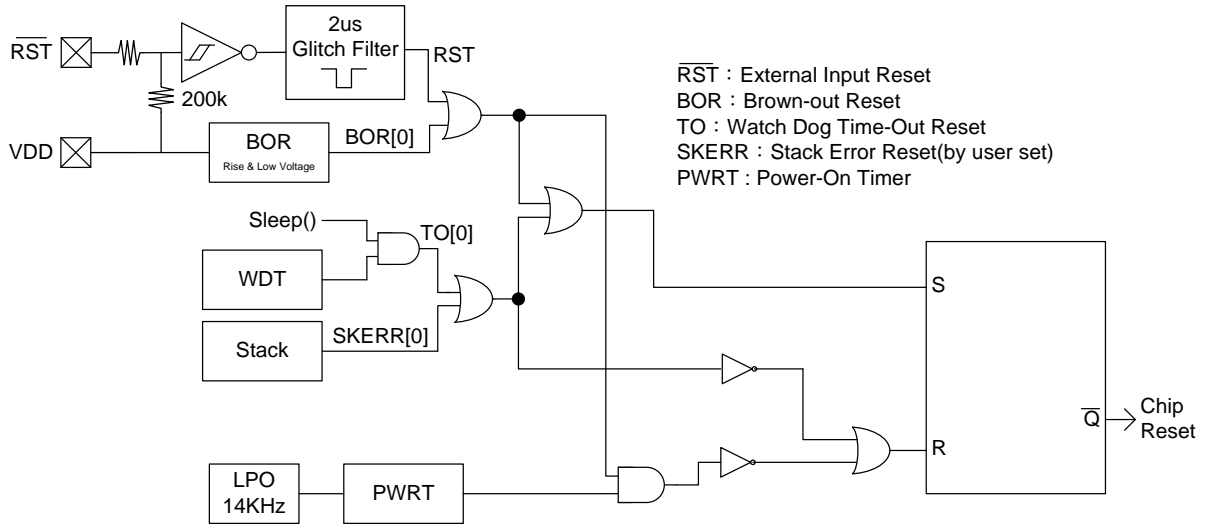 RST
2us
Glitch Filter
RST
200k
VDD
BOR
Rise & Low Voltage
BOR[0]
RST：External Input Reset
BOR：Brown-out Reset
TO：Watch Dog Time-Out Reset
SKERR：Stack Error Reset(by user set)
PWRT : Power-On Timer
Sleep()
TO[0]
WDT
Stack
SKERR[0]
S
R
Q
Chip
Reset
LPO
14KHz
PWRT